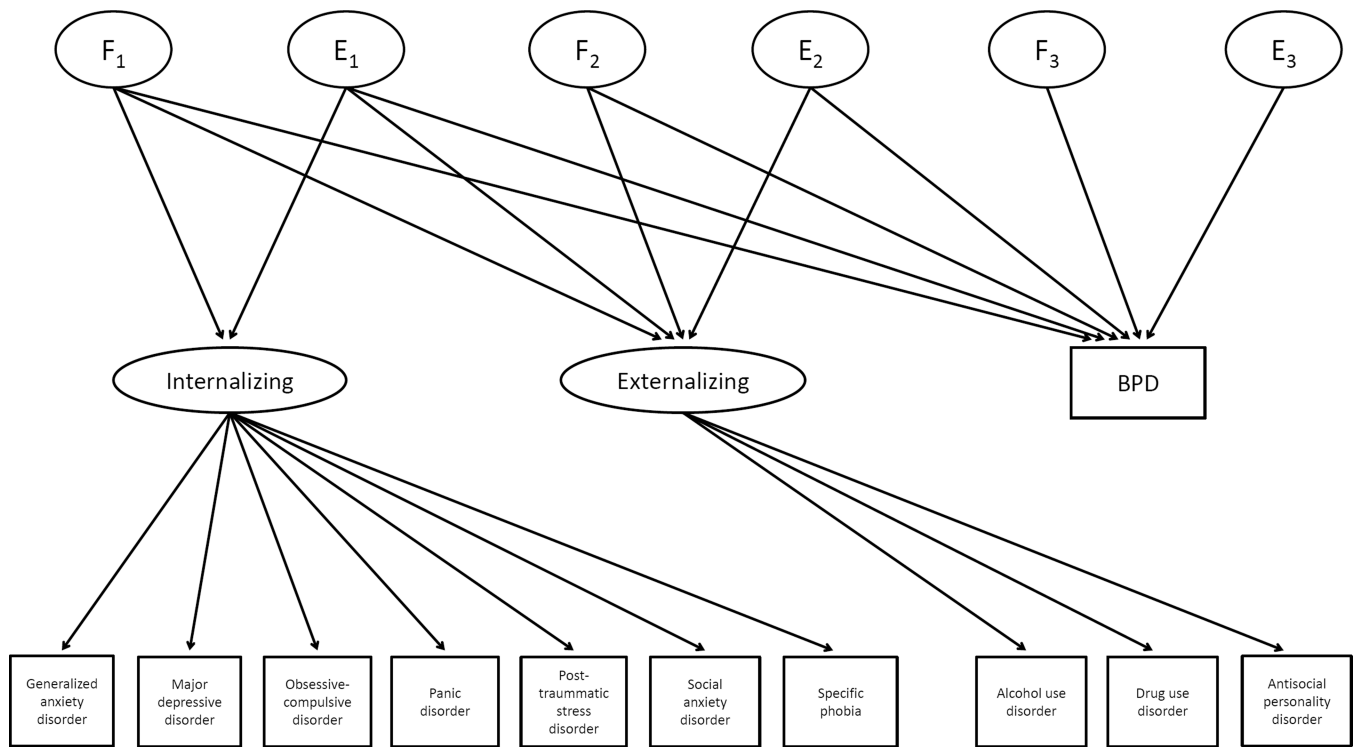 F1
E1
F2
E2
F3
E3
Internalizing
Externalizing
BPD
Generalized
anxiety
disorder
Major
depressive
disorder
Obsessive-
compulsive
disorder
Panic
disorder
Post-
traummatic
stress
disorder
Social
anxiety
disorder
Specific
phobia
Alcohol use
disorder
Drug use
disorder
Antisocial
personality
disorder